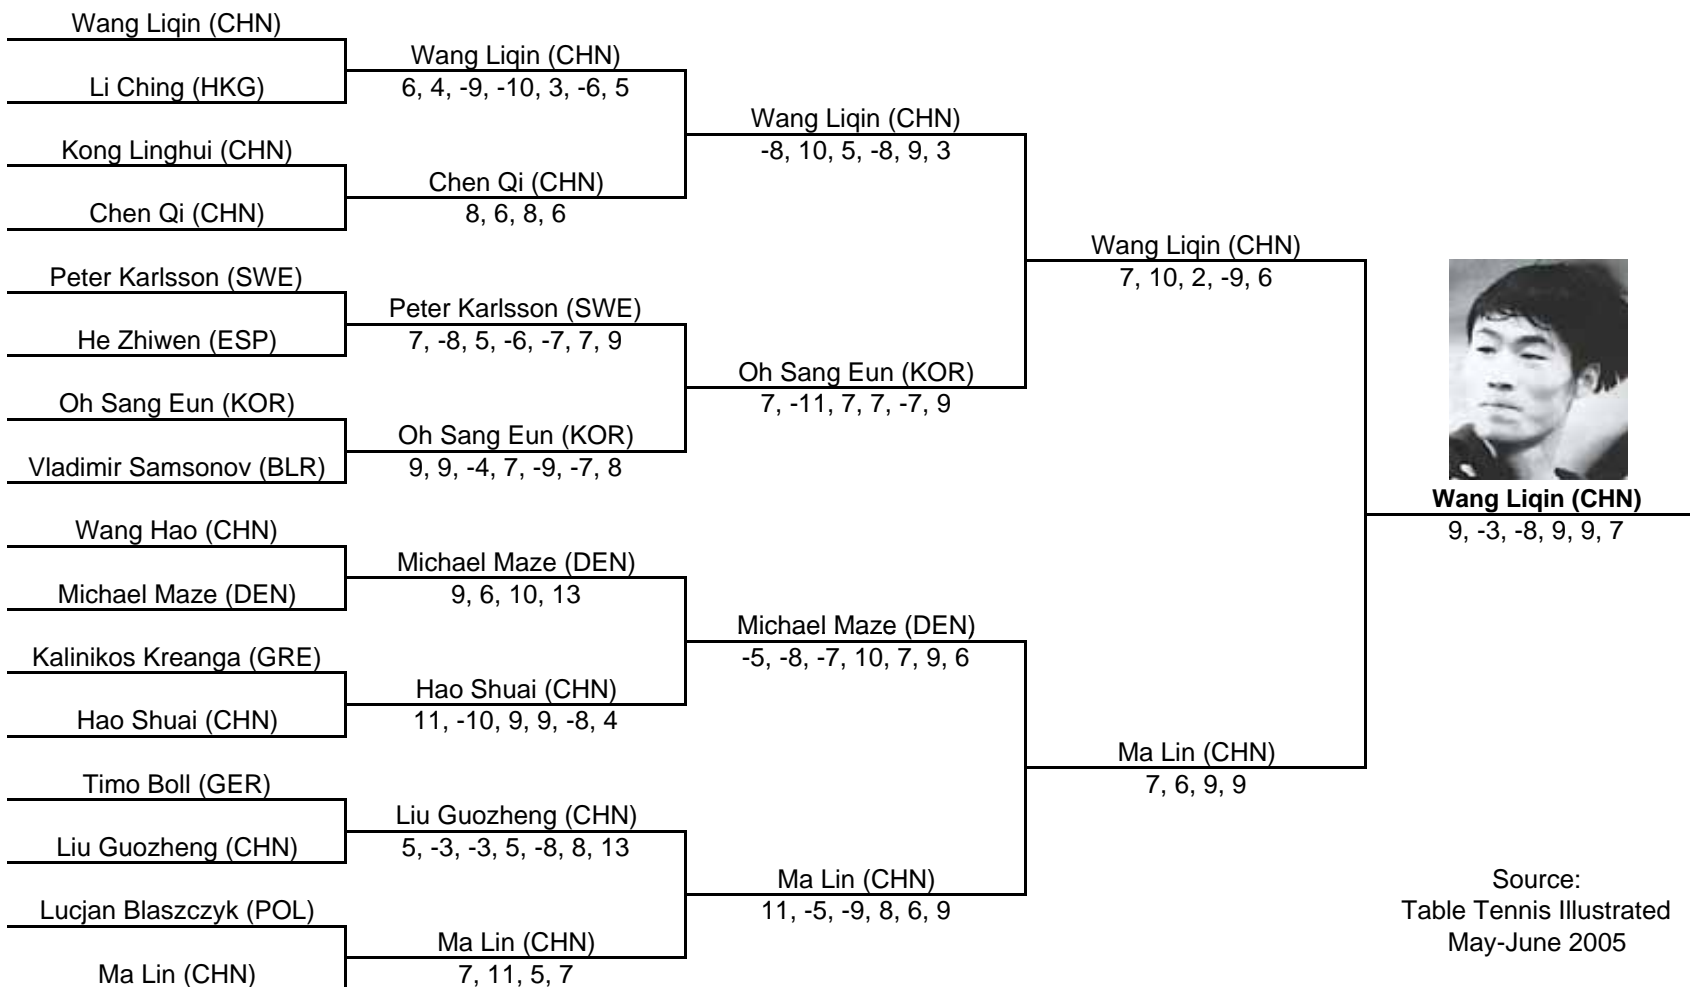 Wang Liqin (CHN)
Li Ching (HKG)
Kong Linghui (CHN)
Chen Qi (CHN)
Peter Karlsson (SWE)
He Zhiwen (ESP)
Oh Sang Eun (KOR)
Vladimir Samsonov (BLR)
Wang Hao (CHN)
Michael Maze (DEN)
Kalinikos Kreanga (GRE)
Hao Shuai (CHN)
Timo Boll (GER)
Liu Guozheng (CHN)
Lucjan Blaszczyk (POL)
Ma Lin (CHN)
Wang Liqin (CHN)
6, 4, -9, -10, 3, -6, 5
Chen Qi (CHN)
8, 6, 8, 6
Peter Karlsson (SWE)
7, -8, 5, -6, -7, 7, 9
Oh Sang Eun (KOR)
9, 9, -4, 7, -9, -7, 8
Michael Maze (DEN)
9, 6, 10, 13
Hao Shuai (CHN)
11, -10, 9, 9, -8, 4
Liu Guozheng (CHN)
5, -3, -3, 5, -8, 8, 13
Ma Lin (CHN)
7, 11, 5, 7
Wang Liqin (CHN)
-8, 10, 5, -8, 9, 3
Oh Sang Eun (KOR)
7, -11, 7, 7, -7, 9
Michael Maze (DEN)
-5, -8, -7, 10, 7, 9, 6
Ma Lin (CHN)
11, -5, -9, 8, 6, 9
Wang Liqin (CHN)
7, 10, 2, -9, 6
Ma Lin (CHN)
7, 6, 9, 9
Wang Liqin (CHN)
9, -3, -8, 9, 9, 7
Source:
Table Tennis Illustrated
May-June 2005